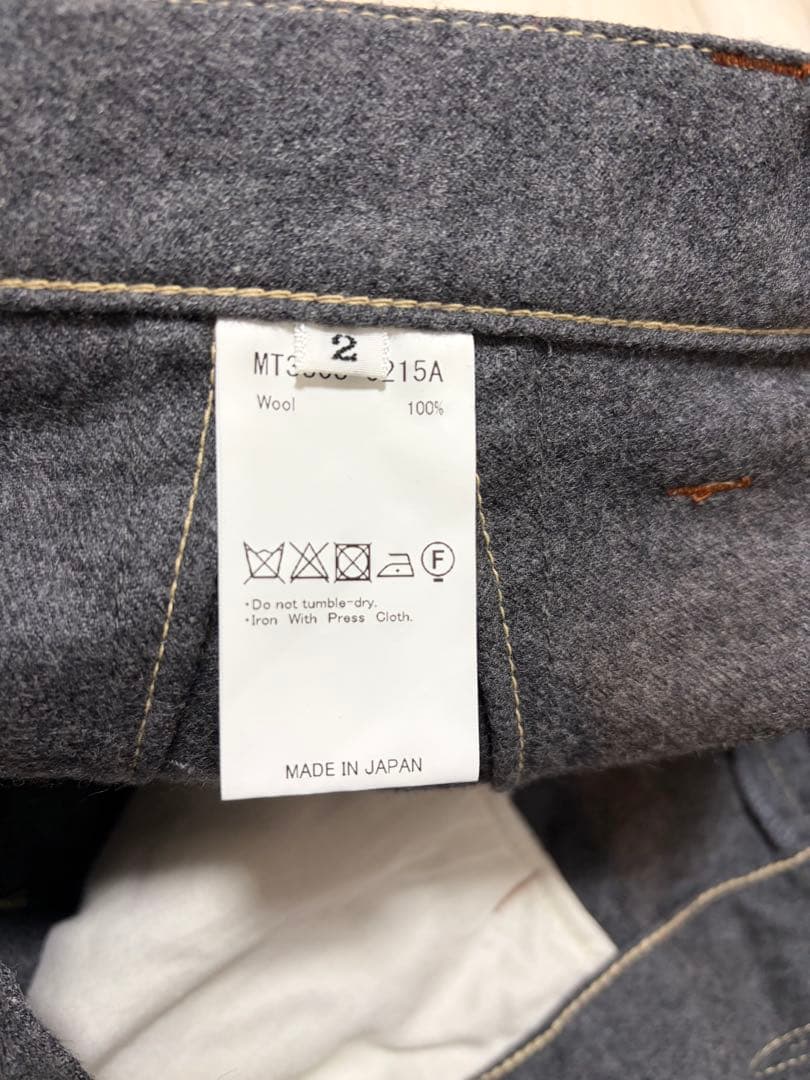 2
Wool 100%
F
•Do not tumble-dry.
•Iron With Press Cloth.
MADE IN JAPAN